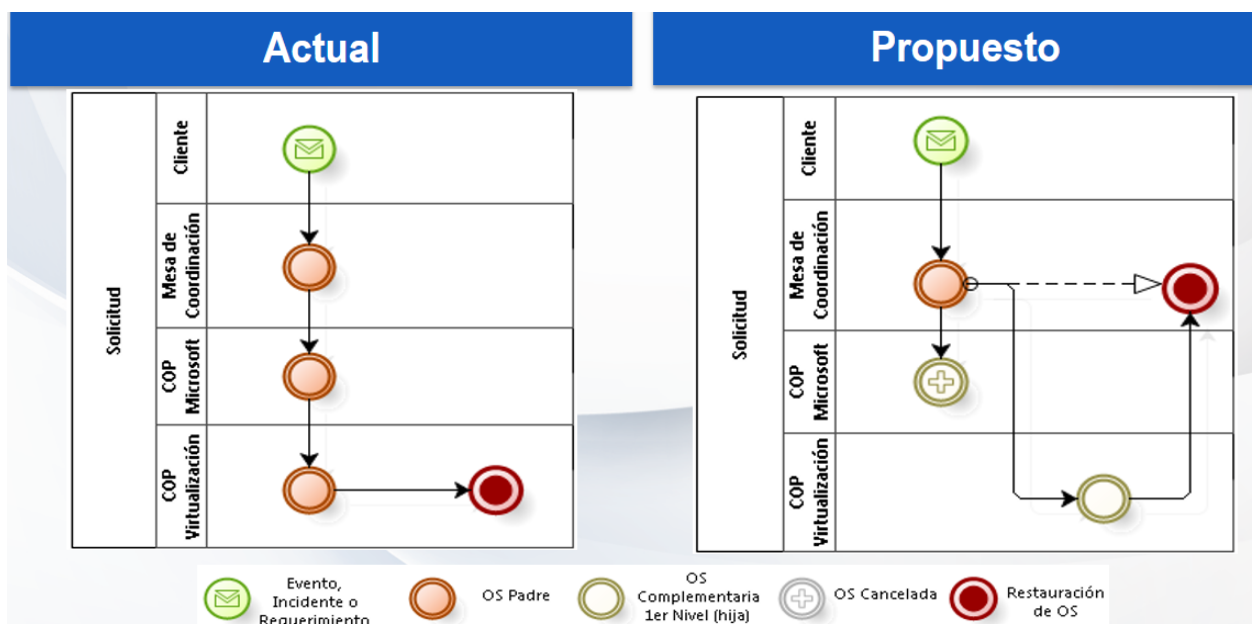 Actual
Propuesto
Solicitud
Cliente
Mesa de
Coordinación
COP
Microsoft
COP
Virtualización
Solicitud
Cliente
Mesa de
Coordinación
COP
Microsoft
COP
Virtualización
Evento,
Incidente o
Requerimiento
OS Padre
OS
Complementaria
1er Nivel (hija)
OS Cancelada
Restauración
de OS